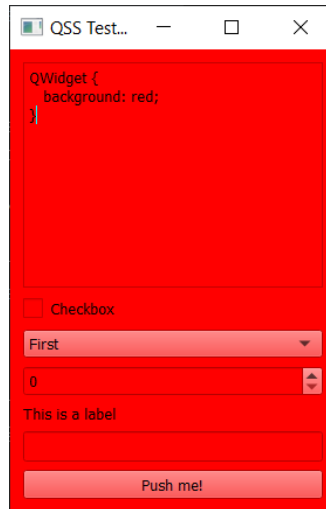 QSS Test...
QWidget {
   background: red;
}
Checkbox
First
0
This is a label
Push me!